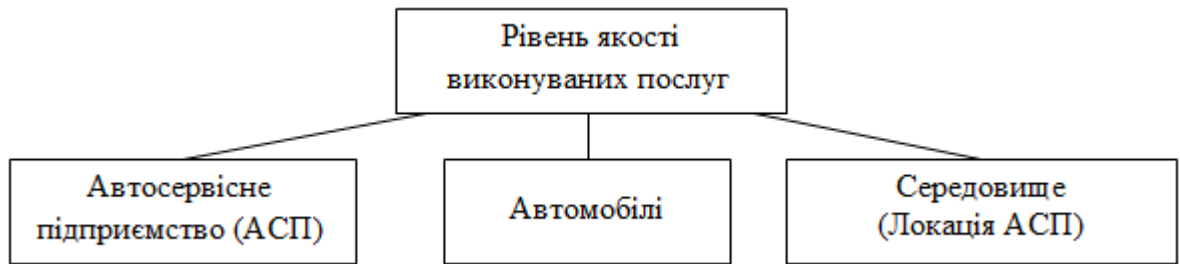 Рівень якості
виконуваних послуг
Автосервісне
підприємство (АСП)
Автомобілі
Середовище
(Локація АСП)